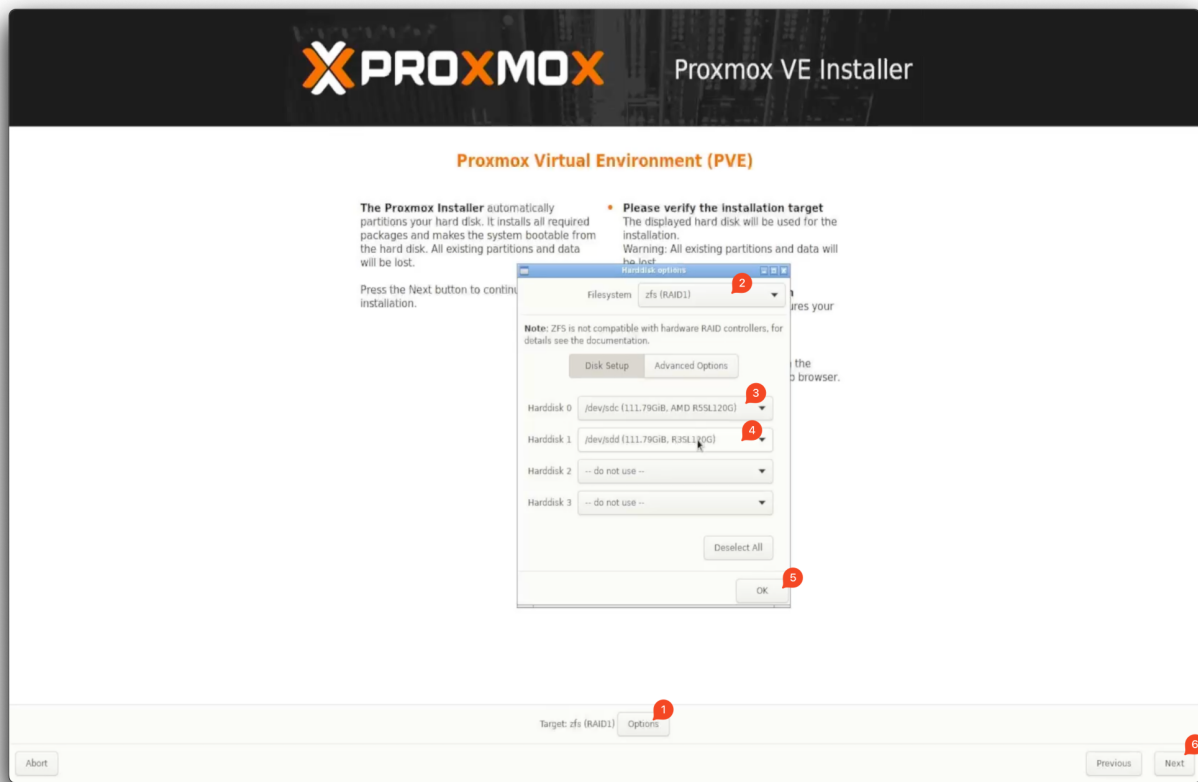 PROXMOX
Proxmox VE Installer
Proxmox Virtual Environment (PVE)
The Proxmox Installer automatically
partitions your hard disk. It installs all required
packages and makes the system bootable from
the hard disk. All existing partitions and data
will be lost.
Press the Next button to continu
installation.
• Please verify the installation target
The displayed hard disk will be used for the
installation.
Warning: All existing partitions and data will
be lost.
ures your
the
browser.
Harddisk options
Filesystem zfs (RAID1) 2
Note: ZFS is not compatible with hardware RAID controllers, for
details see the documentation.
Disk Setup Advanced Options
3
Harddisk 0 /dev/sdc (111.79GiB, AMD R5SL120G)
4
Harddisk 1 /dev/sdd (111.79GiB, R3SL120G)
Harddisk 2 -- do not use --
Harddisk 3 -- do not use --
Deselect All
5
OK
1
Target: zfs (RAID1) Options
6
Abort Previous Next